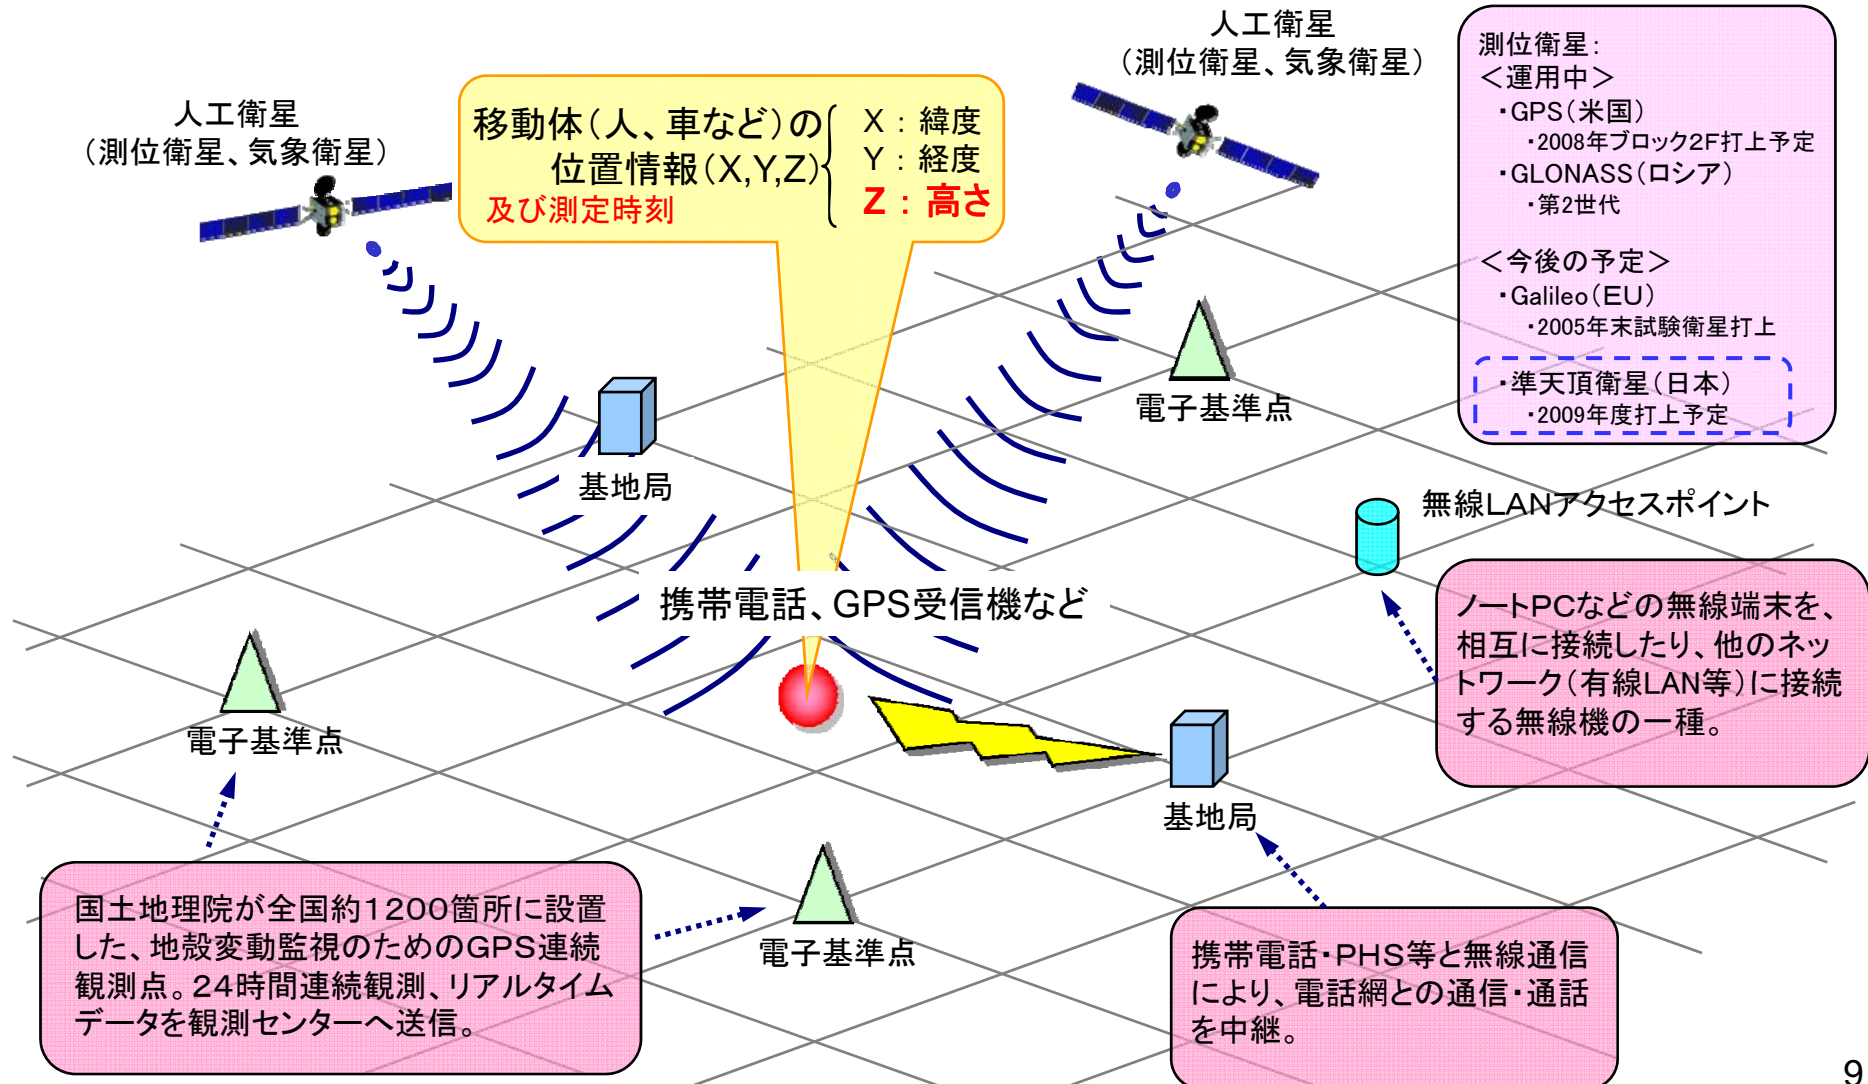 人工衛星
（測位衛星、気象衛星）
人工衛星
（測位衛星、気象衛星）
移動体（人、車など）の
位置情報（X,Y,Z）
及び測定時刻
X ： 緯度
Y ： 経度
Z ： 高さ
測位衛星：
＜運用中＞
・GPS（米国）
・2008年ブロック2F打上予定
・GLONASS（ロシア）
・第2世代
＜今後の予定＞
・Galileo（EU）
・2005年末試験衛星打上
・準天頂衛星（日本）
・2009年度打上予定
電子基準点
基地局
無線LANアクセスポイント
携帯電話、GPS受信機など
ノートPCなどの無線端末を、
相互に接続したり、他のネッ
トワーク（有線LAN等）に接続
する無線機の一種。
電子基準点
基地局
国土地理院が全国約1200箇所に設置
した、地殻変動監視のためのGPS連続
観測点。24時間連続観測、リアルタイム
データを観測センターへ送信。
電子基準点
携帯電話・PHS等と無線通信
により、電話網との通信・通話
を中継。
9